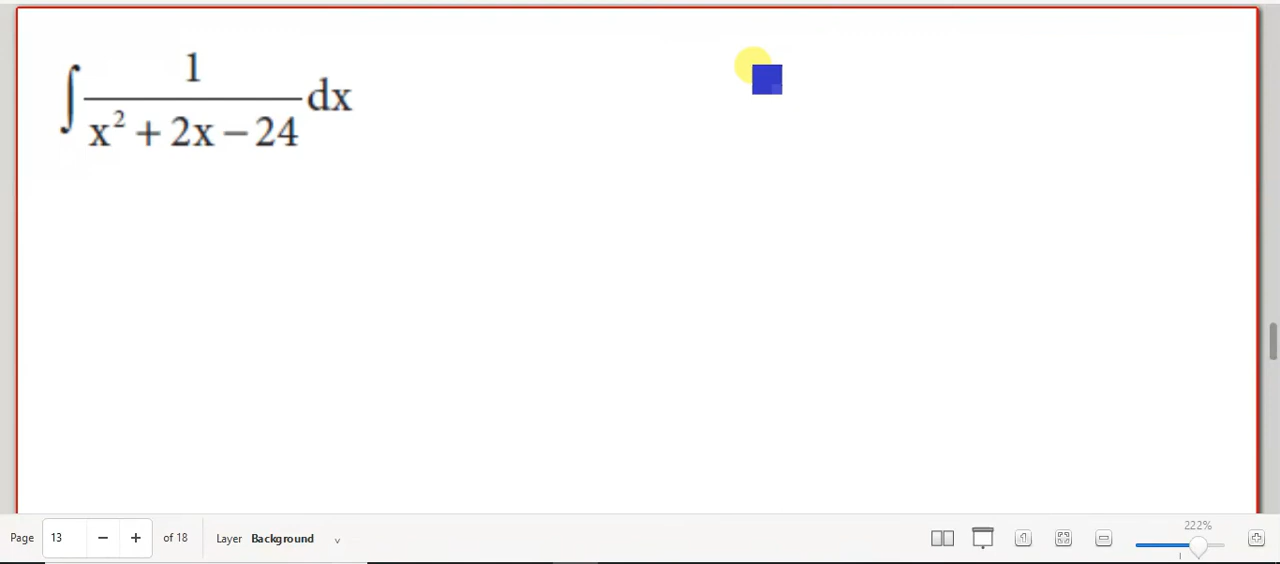 ∫ 1/(x² + 2x − 24) dx
Page 13 of 18 Layer Background 222%